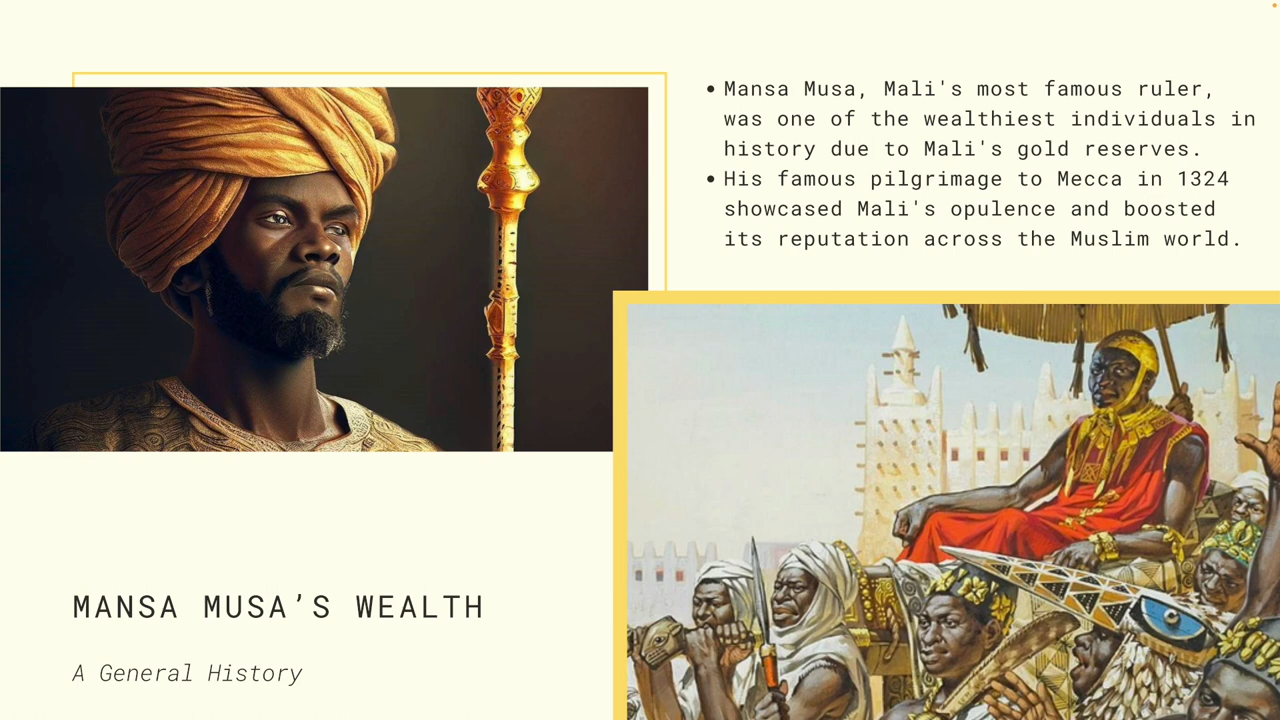 • Mansa Musa, Mali's most famous ruler,
was one of the wealthiest individuals in
history due to Mali's gold reserves.
• His famous pilgrimage to Mecca in 1324
showcased Mali's opulence and boosted
its reputation across the Muslim world.
MANSA MUSA’S WEALTH
A General History